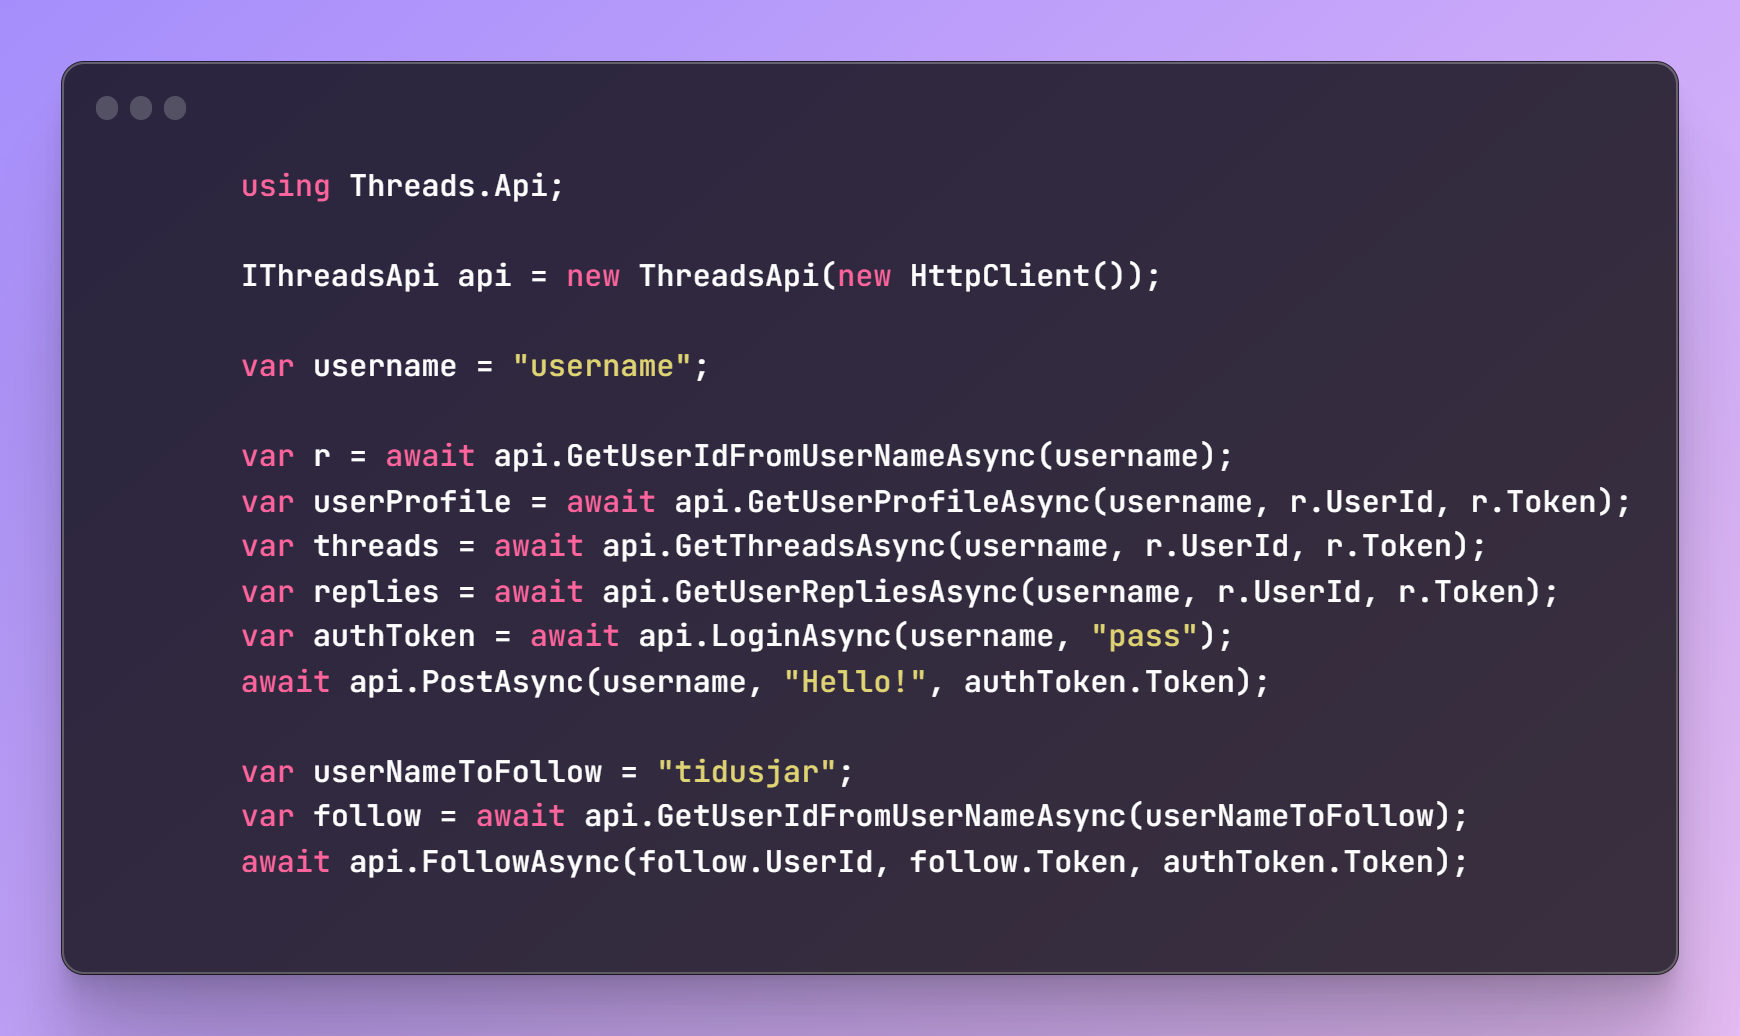 using Threads.Api;
IThreadsApi api = new ThreadsApi(new HttpClient());
var username = "username";
var r = await api.GetUserIdFromUserNameAsync(username);
var userProfile = await api.GetUserProfileAsync(username, r.UserId, r.Token);
var threads = await api.GetThreadsAsync(username, r.UserId, r.Token);
var replies = await api.GetUserRepliesAsync(username, r.UserId, r.Token);
var authToken = await api.LoginAsync(username, "pass");
await api.PostAsync(username, "Hello!", authToken.Token);
var userNameToFollow = "tidusjar";
var follow = await api.GetUserIdFromUserNameAsync(userNameToFollow);
await api.FollowAsync(follow.UserId, follow.Token, authToken.Token);